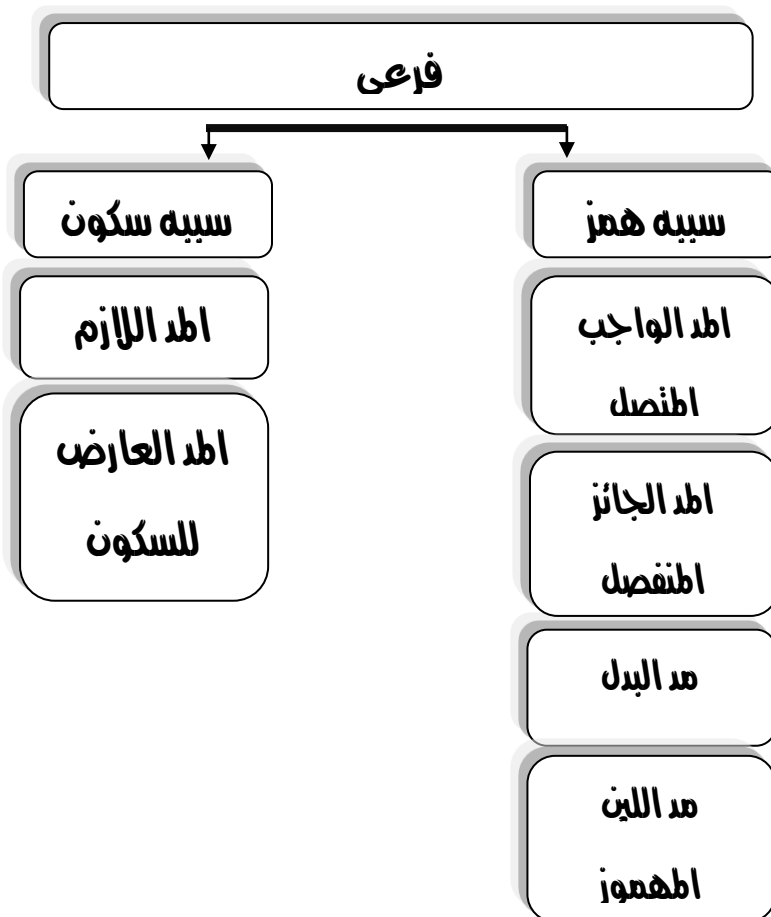 فرعى
سببه همز
المد الواجب
المتصل
المد الجائز
المنفصل
مد البدل
مد اللين
المهموز
سببه سكون
المد اللازم
المد العارض
للسكون